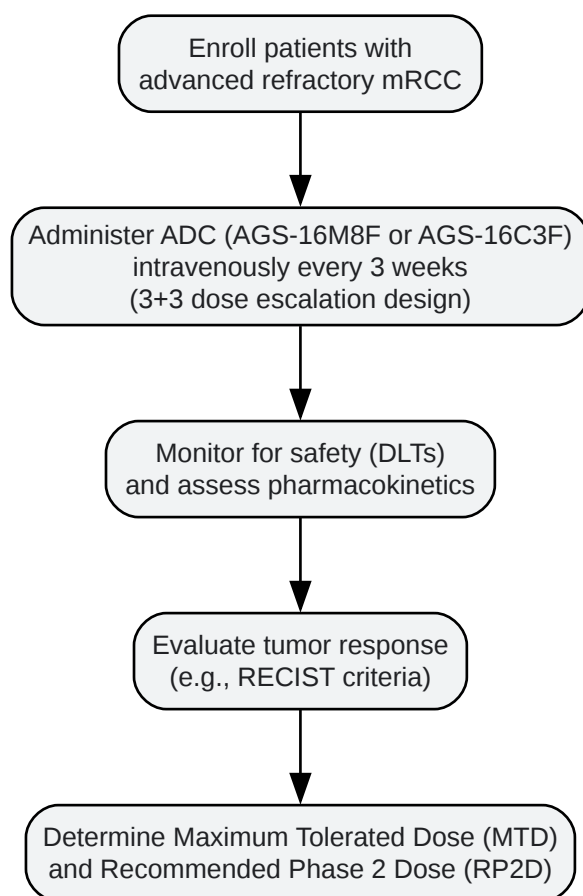 Enroll patients with
advanced refractory mRCC
Administer ADC (AGS-16M8F or AGS-16C3F)
intravenously every 3 weeks
(3+3 dose escalation design)
Monitor for safety (DLTs)
and assess pharmacokinetics
Evaluate tumor response
(e.g., RECIST criteria)
Determine Maximum Tolerated Dose (MTD)
and Recommended Phase 2 Dose (RP2D)